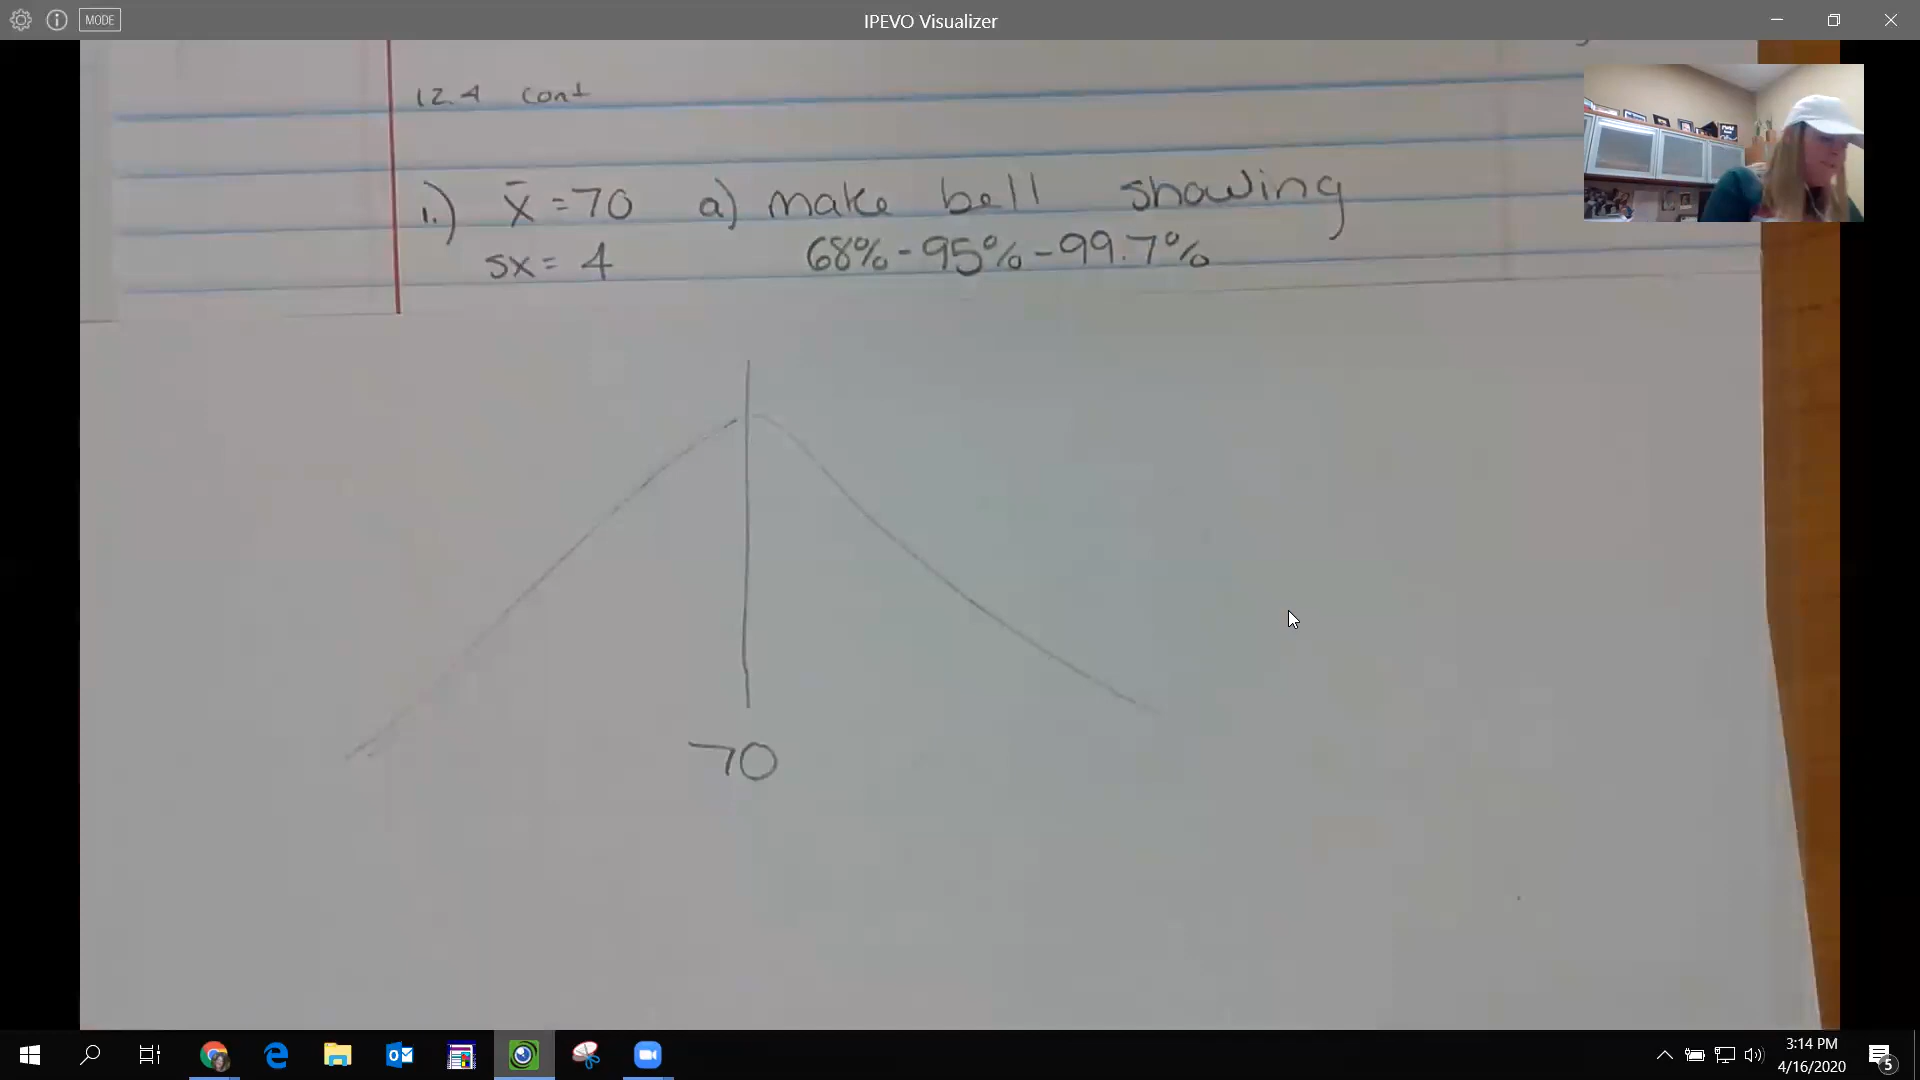 MODE
IPEVO Visualizer
12.4 cont
1.) x̄ = 70 a) make bell showing
sx = 4 68% - 95% - 99.7%
70
3:14 PM
4/16/2020
5